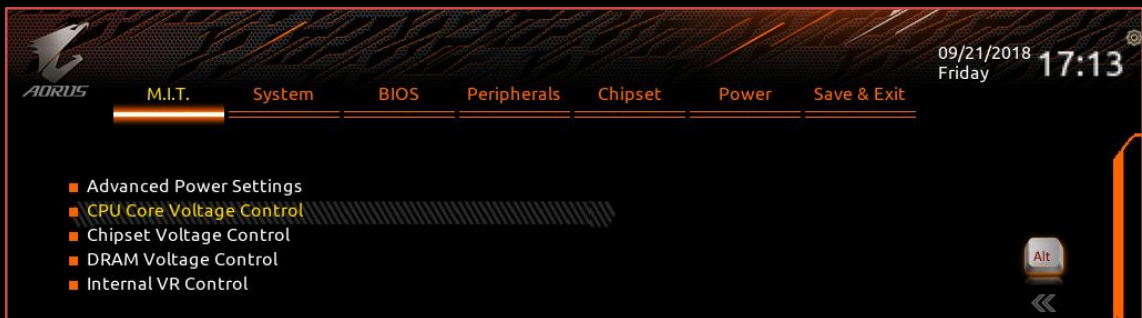 09/21/2018 17:13
Friday
AORUS
M.I.T. System BIOS Peripherals Chipset Power Save & Exit
Advanced Power Settings
CPU Core Voltage Control
Chipset Voltage Control
DRAM Voltage Control
Internal VR Control
Alt